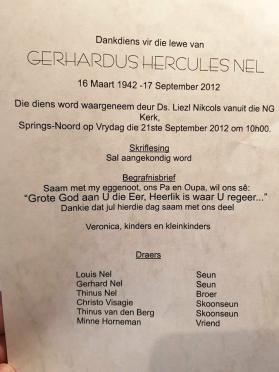 Dankdiens vir die lewe van
GERHARDUS HERCULES NEL
16 Maart 1942 -17 September 2012
Die diens word waargeneem deur Ds. Liezl Nikcols vanuit die NG
Kerk,
Springs-Noord op Vrydag die 21ste September 2012 om 10:00.
Skriflesing
Sal aangekondig word
Begrafnisbrief
Saam met my eggenoot, ons Pa en Oupa, wil ons sê:
“Grote God aan U die Eer, Heerlik is waar U regeer...”
Dankie dat jul hierdie dag saam met ons deel
Veronica, kinders en kleinkinders
Draers
Louis Nel Seun
Gerhard Nel Seun
Thinus Nel Broer
Christo Visagie Skoonseun
Thinus van den Berg Skoonseun
Minne Horneman Vriend